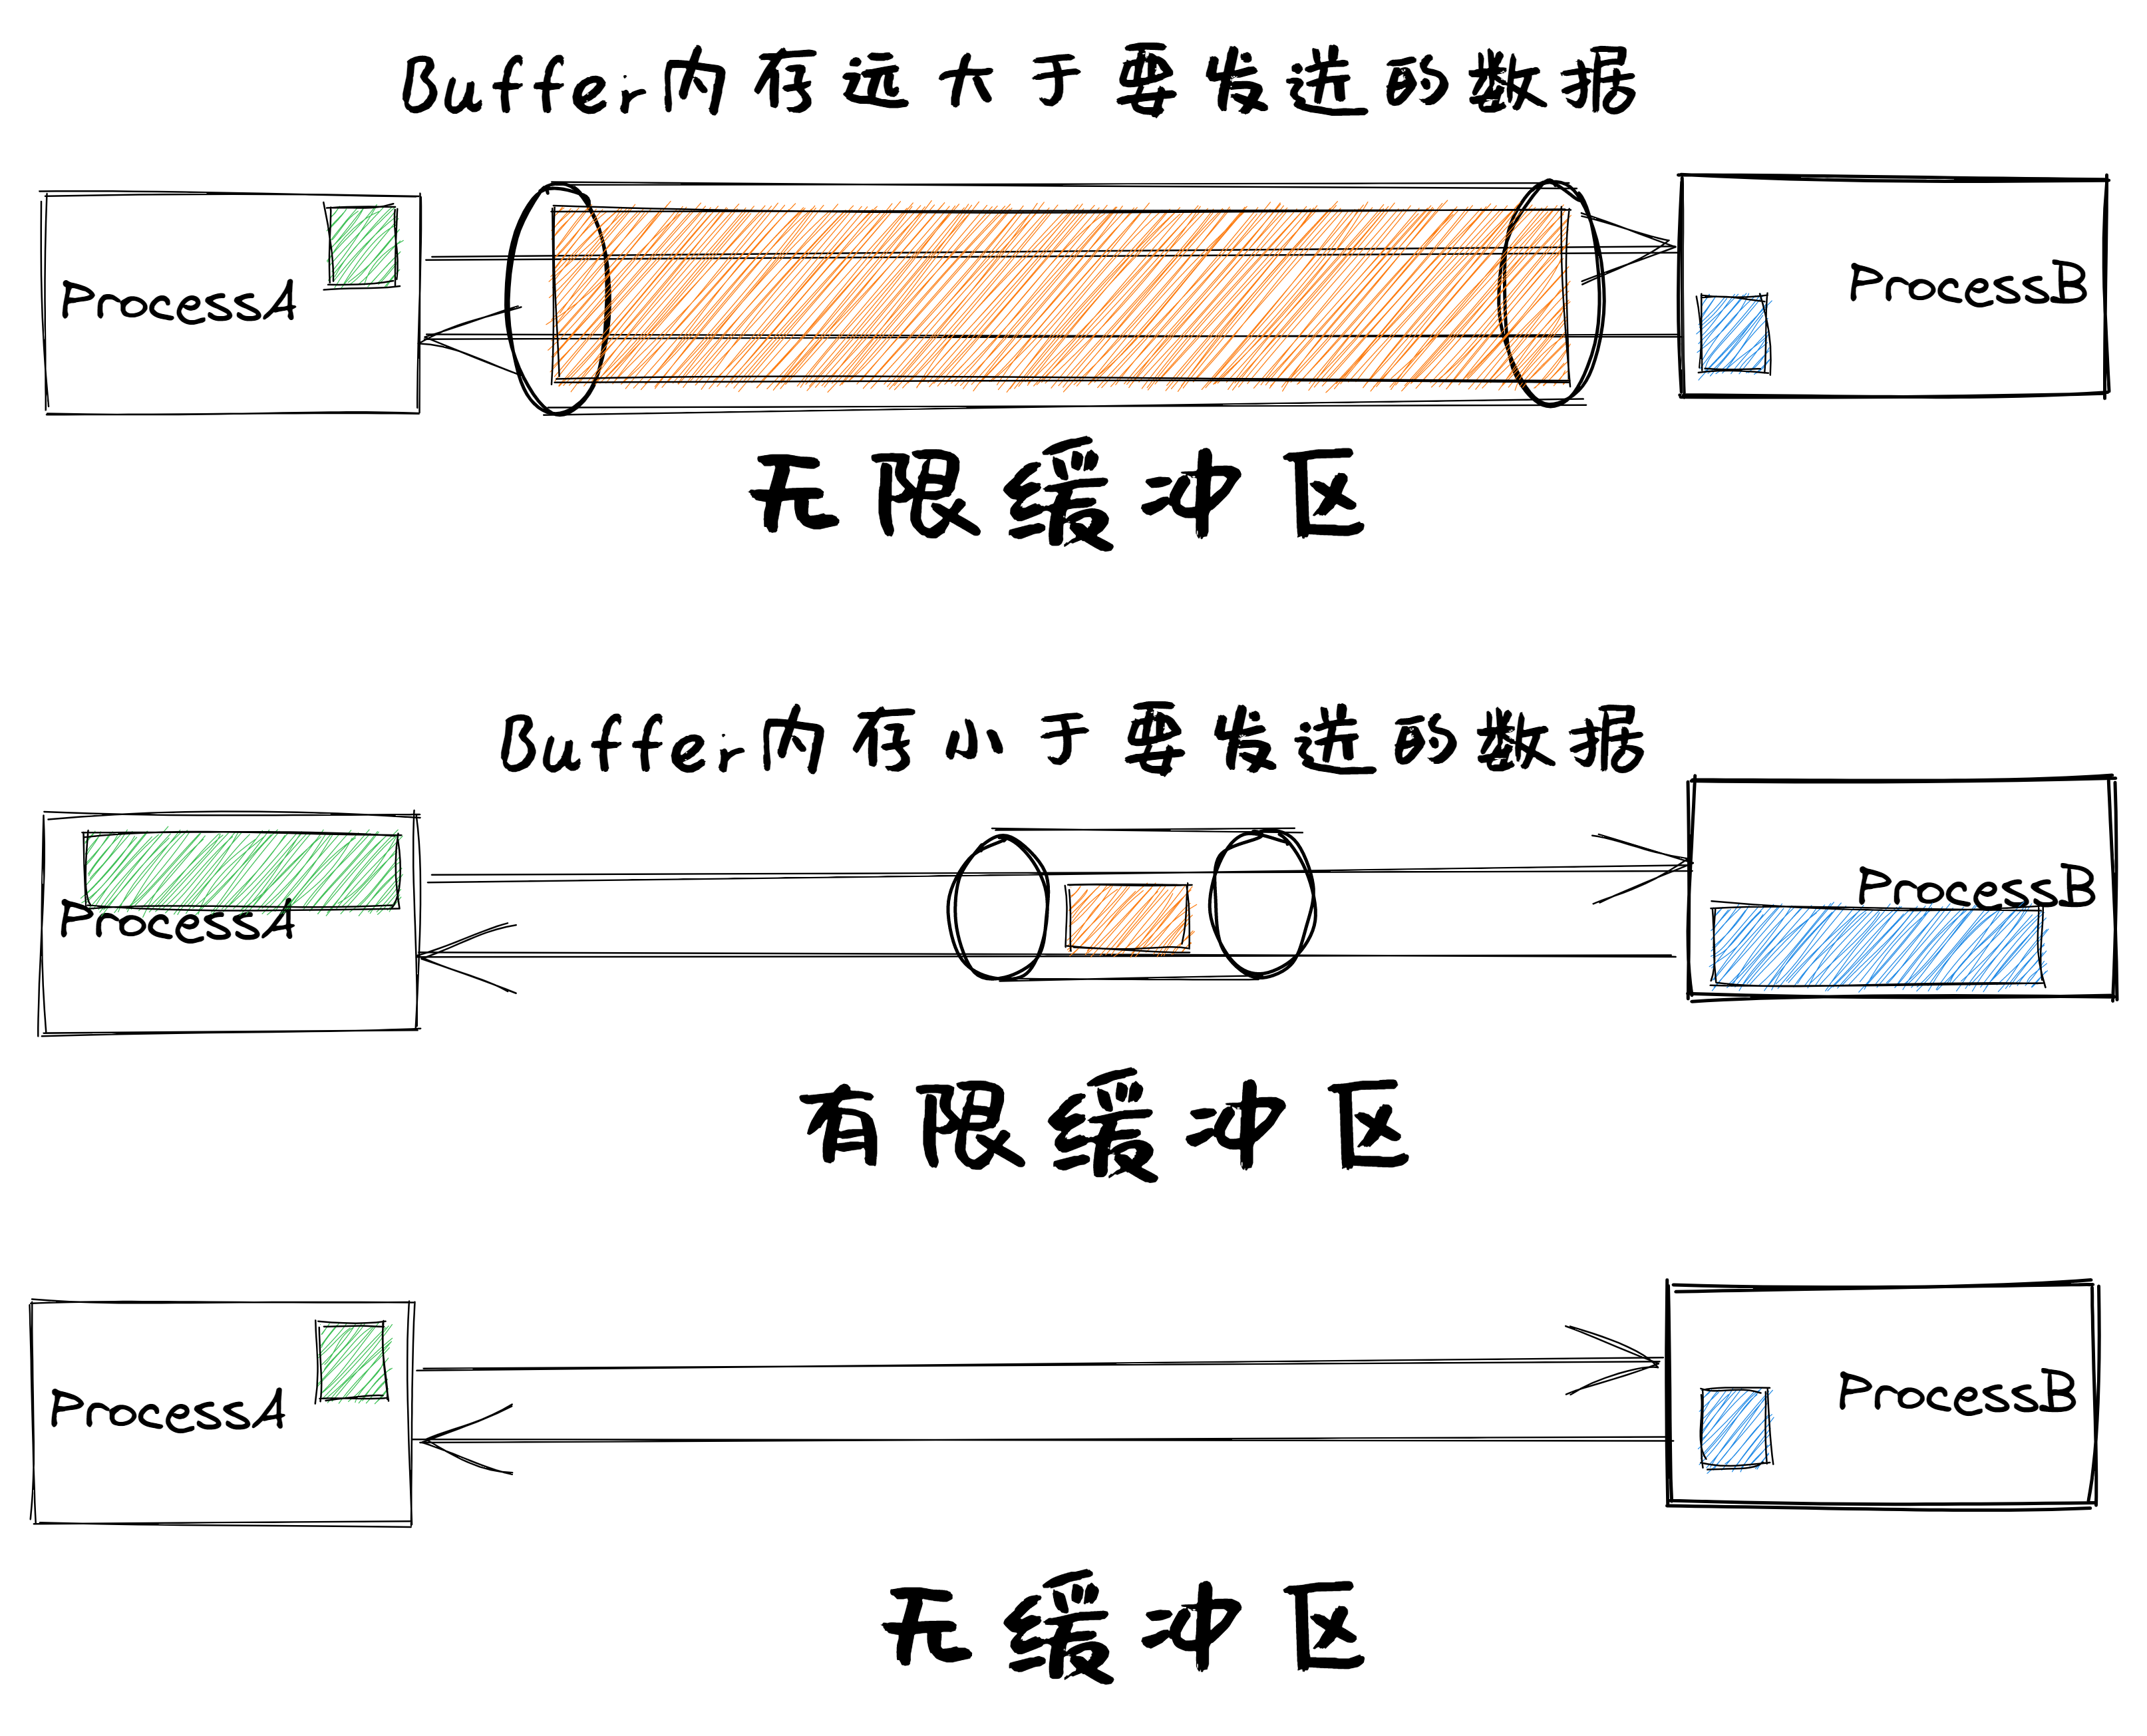 Buffer内存远大于要发送的数据
ProcessA
ProcessB
无限缓冲区
Buffer内存小于要发送的数据
ProcessA
ProcessB
有限缓冲区
ProcessA
ProcessB
无缓冲区